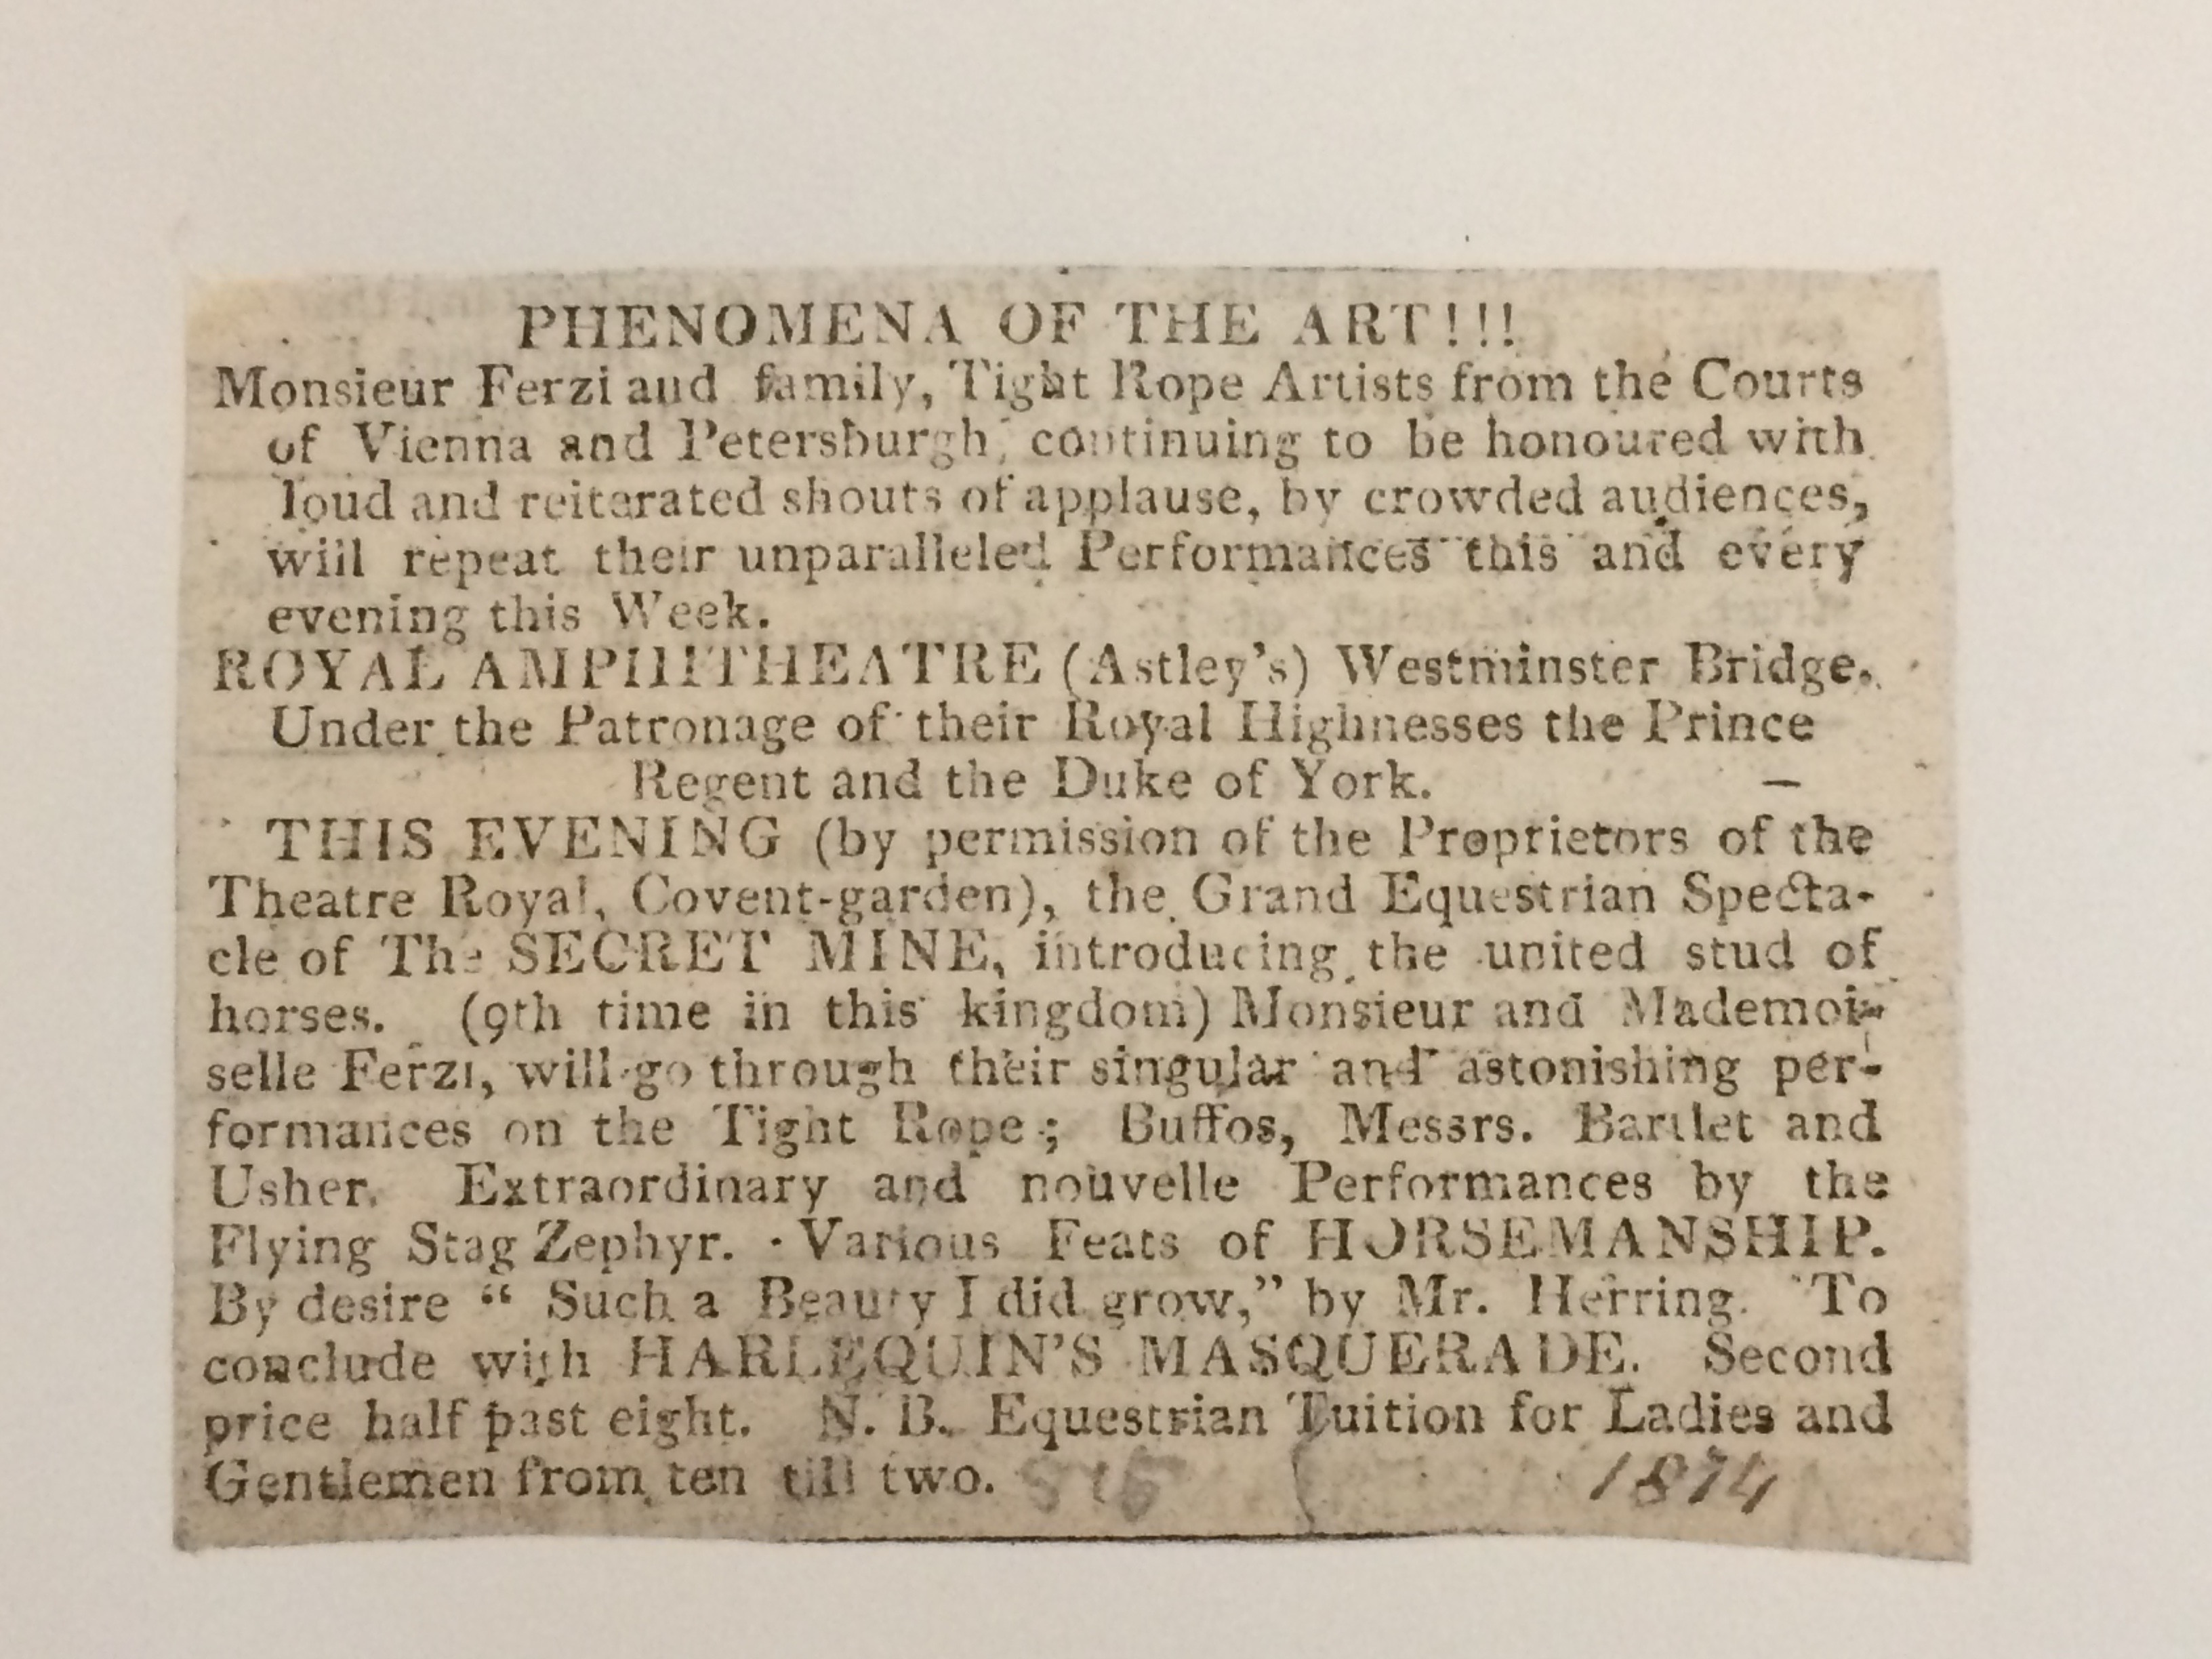 PHENOMENA OF THE ART!!!
Monsieur Ferzi aud family, Tight Rope Artists from the Courts
of Vienna and Petersburgh, continuing to be honoured with
loud and reitarated shouts of applause, by crowded audiences,
will repeat their unparalleled Performances this and every
evening this Week.
ROYAL AMPHITHEATRE (Astley's) Westminster Bridge.
Under the Patronage of their Royal Highnesses the Prince
Regent and the Duke of York. —
THIS EVENING (by permission of the Proprietors of the
Theatre Royal, Covent-garden), the Grand Equestrian Specta-
cle of The SECRET MINE, introducing the united stud of
horses. (9th time in this kingdom) Monsieur and Mademoi-
selle Ferzi, will go through their singular and astonishing per-
formances on the Tight Rope; Buffos, Messrs. Bartlet and
Usher. Extraordinary and nouvelle Performances by the
Flying Stag Zephyr. Various Feats of HORSEMANSHIP.
By desire “ Such a Beauty I did grow,” by Mr. Herring. To
conclude with HARLEQUIN'S MASQUERADE. Second
price half past eight. N. B. Equestrian Tuition for Ladies and
Gentlemen from ten till two. 1814